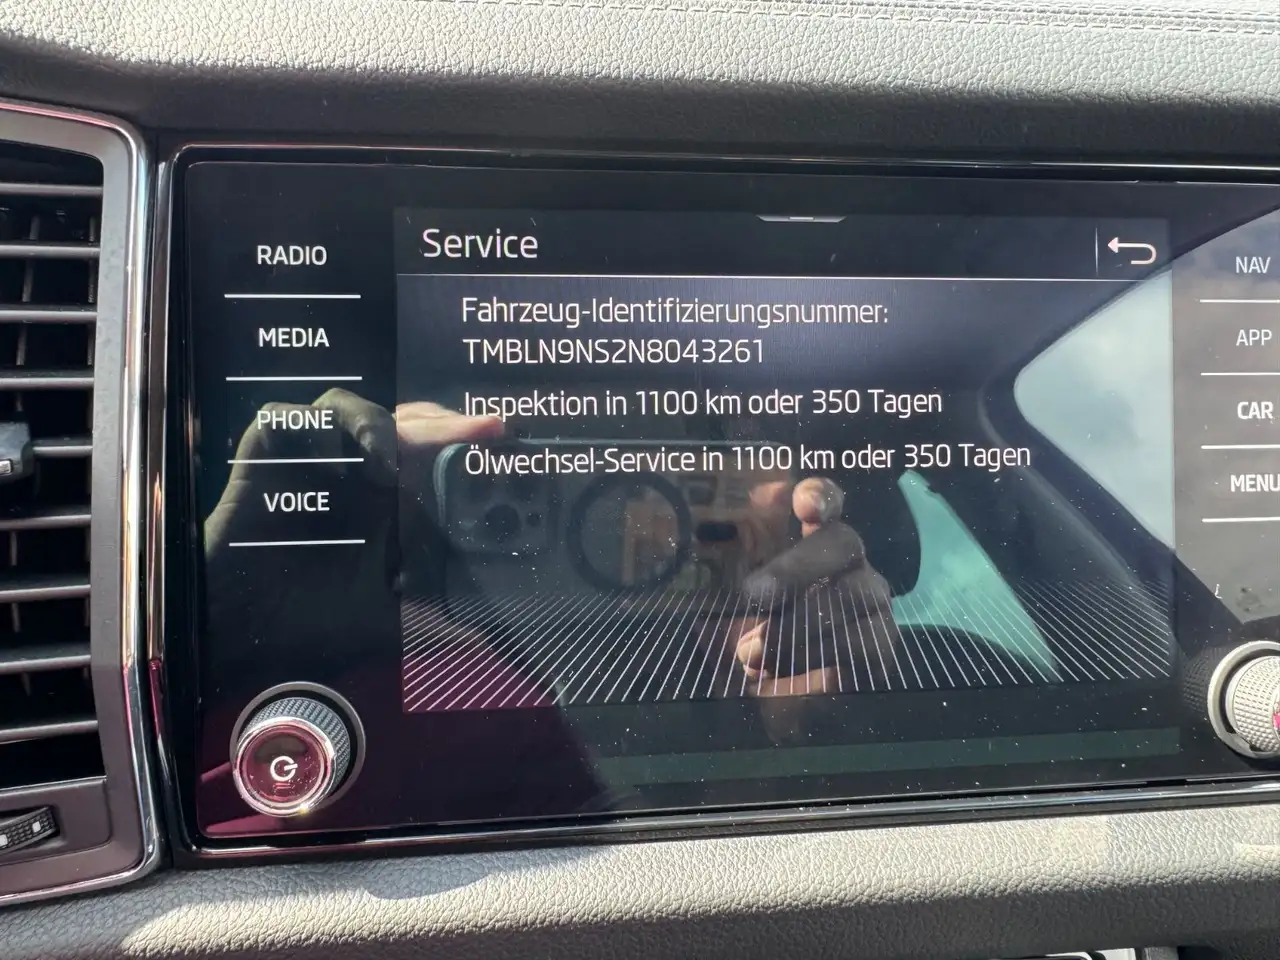 RADIO
MEDIA
PHONE
VOICE
Service
Fahrzeug-Identifizierungsnummer:
TMBLN9NS2N8043261
Inspektion in 1100 km oder 350 Tagen
Ölwechsel-Service in 1100 km oder 350 Tagen
NAV
APP
CAR
MENU